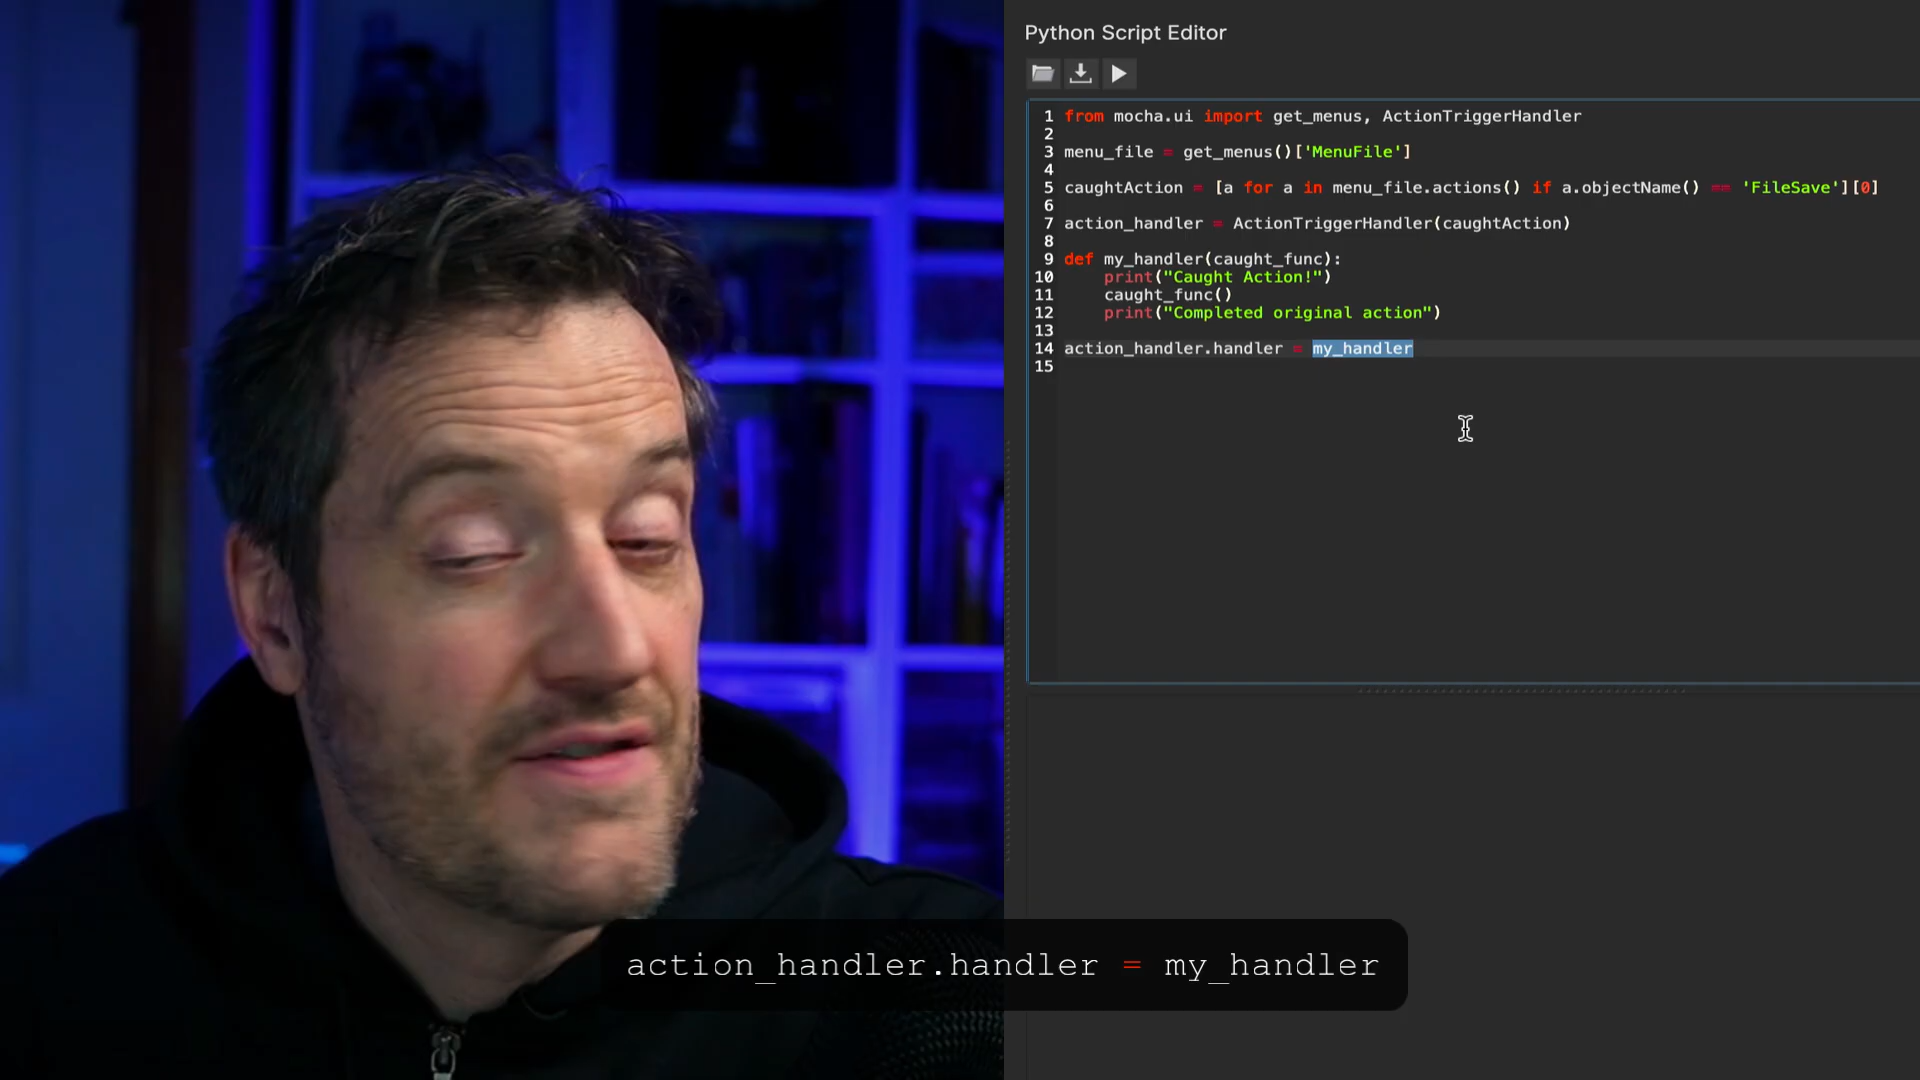 Python Script Editor
1 from mocha.ui import get_menus, ActionTriggerHandler
2
3 menu_file = get_menus()['MenuFile']
4
5 caughtAction = [a for a in menu_file.actions() if a.objectName() == 'FileSave'][0]
6
7 action_handler = ActionTriggerHandler(caughtAction)
8
9 def my_handler(caught_func):
10     print("Caught Action!")
11     caught_func()
12     print("Completed original action")
13
14 action_handler.handler = my_handler
15
action_handler.handler = my_handler